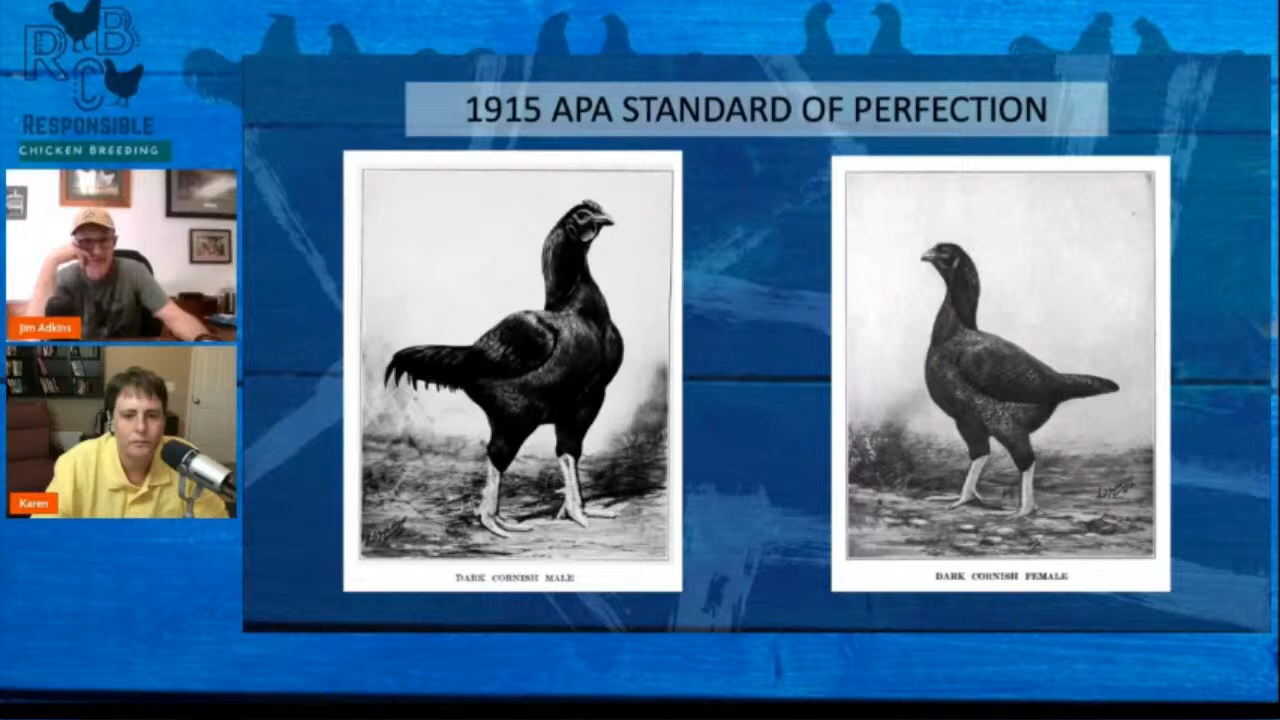 RBC
RESPONSIBLE
CHICKEN BREEDING
1915 APA STANDARD OF PERFECTION
Jim Adkins
Karen
DARK CORNISH MALE
DARK CORNISH FEMALE